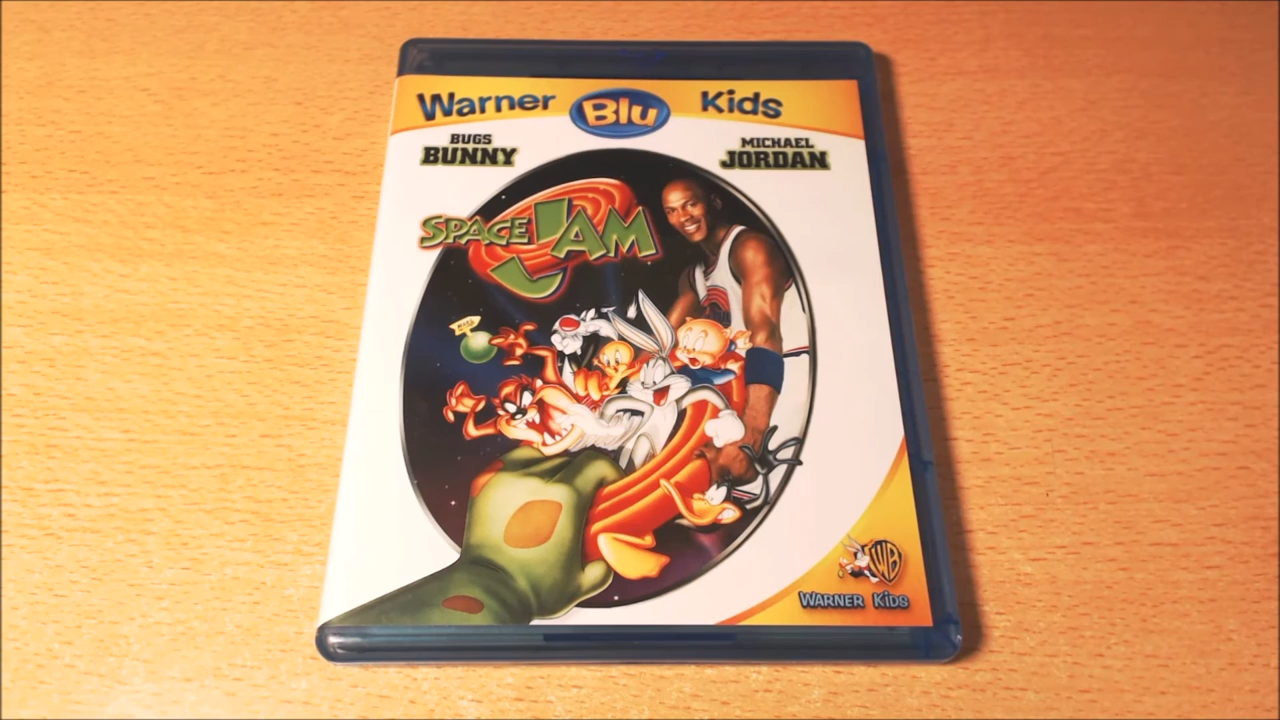 Warner Blu Kids
BUGS
BUNNY
MICHAEL
JORDAN
SPACE JAM
WB
WARNER KIDS